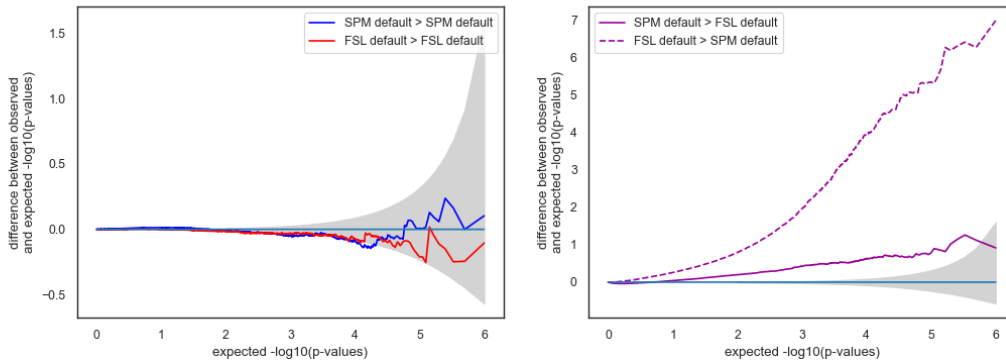 SPM default > SPM default
FSL default > FSL default
difference between observed
and expected -log10(p-values)
1.5
1.0
0.5
0.0
−0.5
0 1 2 3 4 5 6
expected -log10(p-values)
SPM default > FSL default
FSL default > SPM default
difference between observed
and expected -log10(p-values)
7
6
5
4
3
2
1
0
0 1 2 3 4 5 6
expected -log10(p-values)